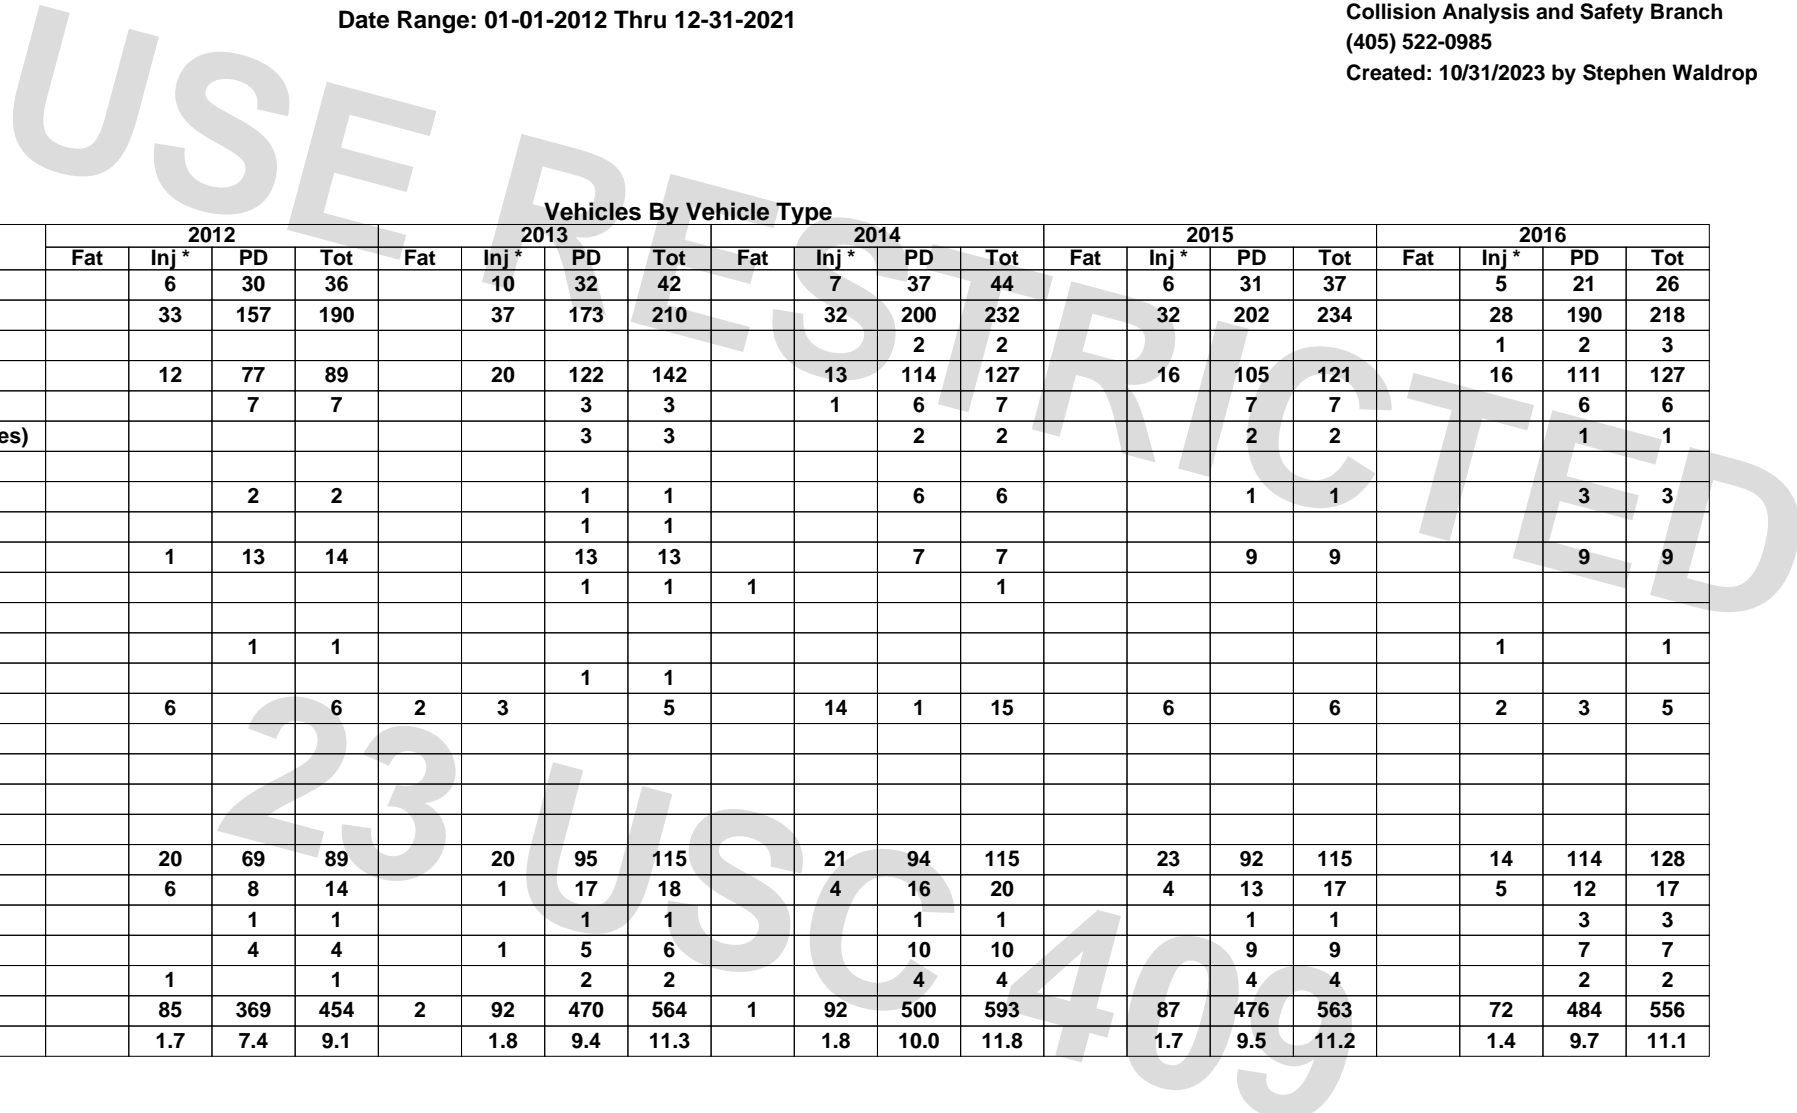 Date Range: 01-01-2012 Thru 12-31-2021
Collision Analysis and Safety Branch
(405) 522-0985
Created: 10/31/2023 by Stephen Waldrop
USE RESTRICTED
Vehicles By Vehicle Type
2012 2013 2014 2015 2016
Fat Inj * PD Tot Fat Inj * PD Tot Fat Inj * PD Tot Fat Inj * PD Tot Fat Inj * PD Tot
6 30 36 10 32 42 7 37 44 6 31 37 5 21 26
33 157 190 37 173 210 32 200 232 32 202 234 28 190 218
2 2 1 2 3
12 77 89 20 122 142 13 114 127 16 105 121 16 111 127
7 7 3 3 1 6 7 7 7 6 6
es) 3 3 2 2 2 2 1 1
2 2 1 1 6 6 1 1 3 3
1 1
1 13 14 13 13 7 7 9 9 9 9
1 1 1 1
1 1 1 1
1 1
6 6 2 3 5 14 1 15 6 6 2 3 5
20 69 89 20 95 115 21 94 115 23 92 115 14 114 128
6 8 14 1 17 18 4 16 20 4 13 17 5 12 17
1 1 1 1 1 1 1 1 3 3
4 4 1 5 6 10 10 9 9 7 7
1 1 2 2 4 4 4 4 2 2
85 369 454 2 92 470 564 1 92 500 593 87 476 563 72 484 556
1.7 7.4 9.1 1.8 9.4 11.3 1.8 10.0 11.8 1.7 9.5 11.2 1.4 9.7 11.1
23 USC 409